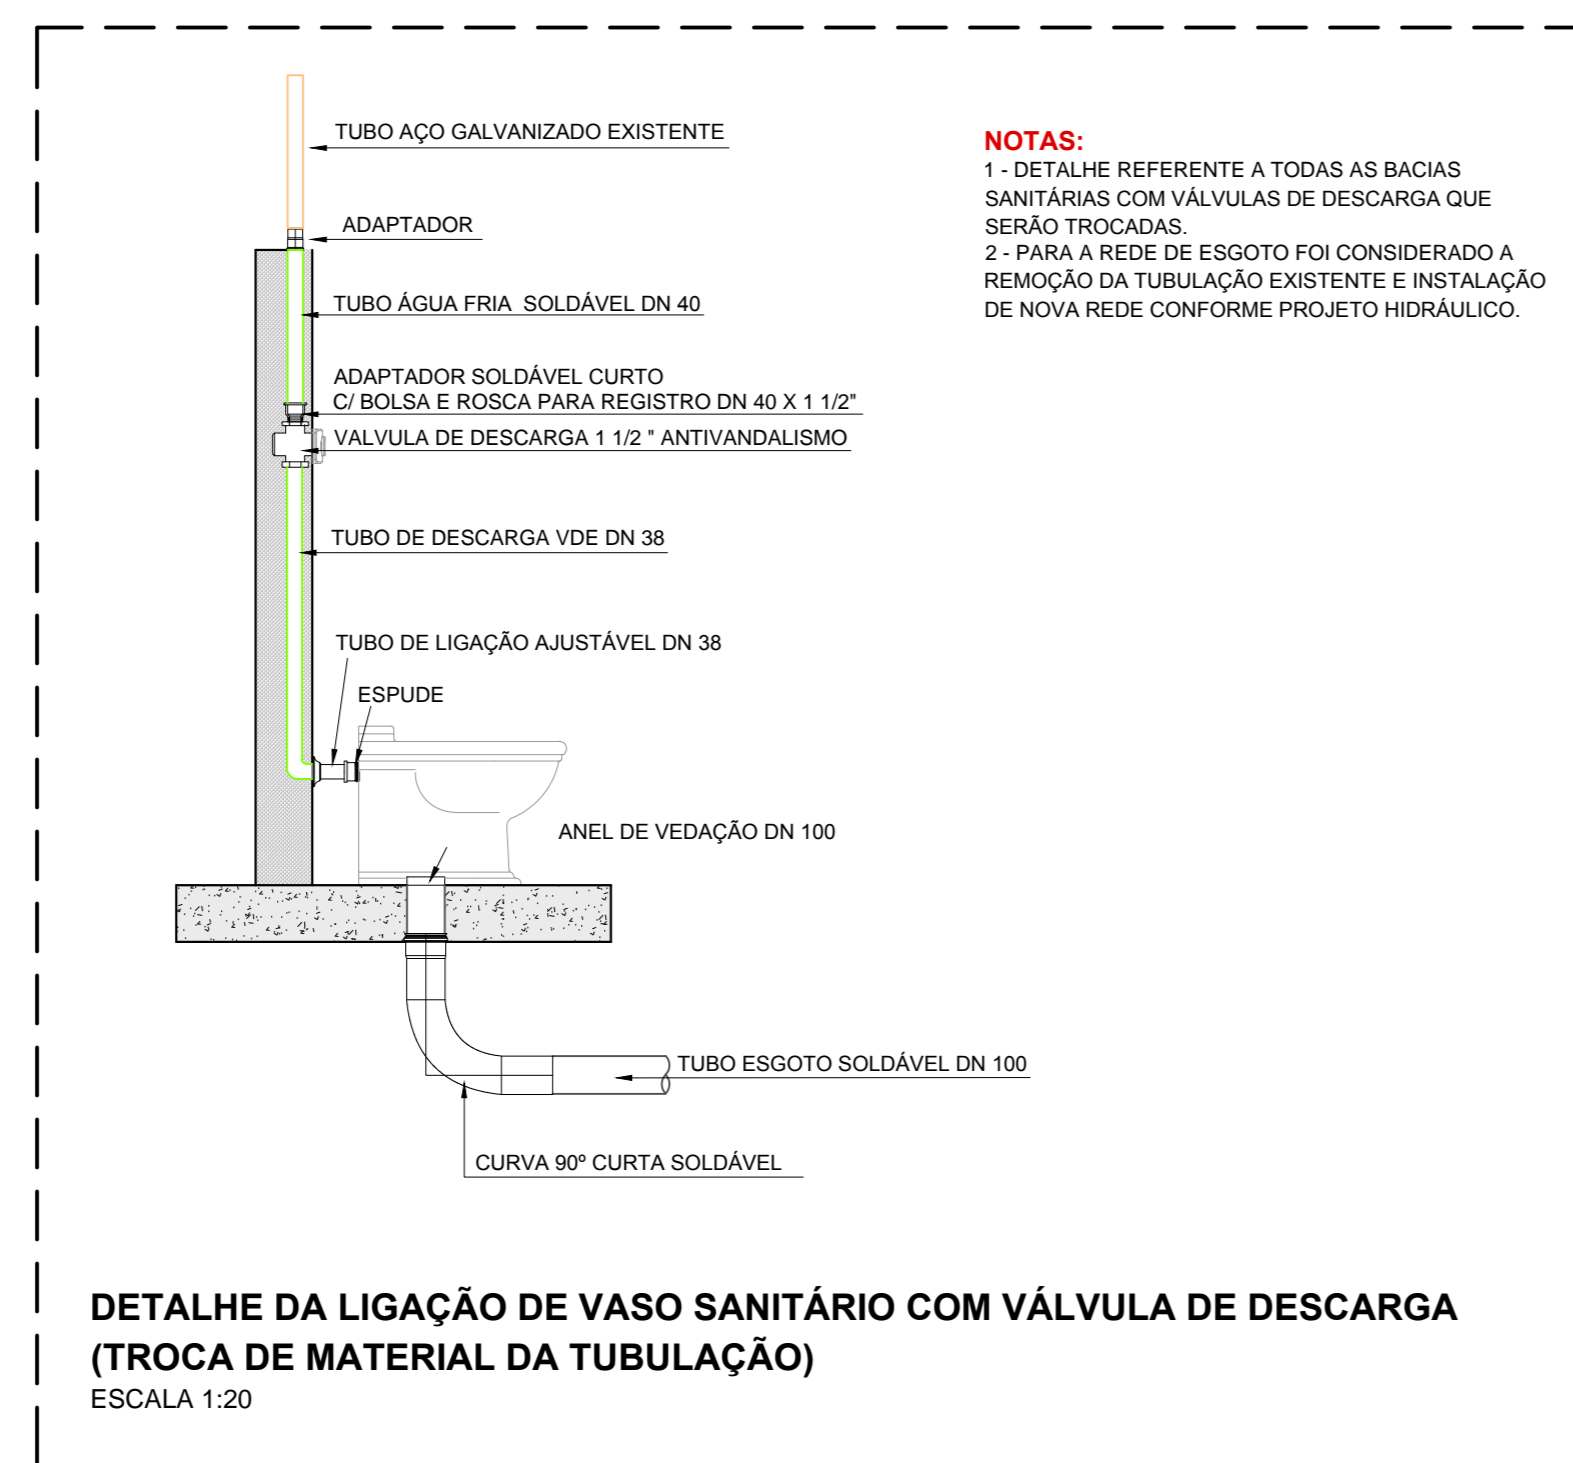 TUBO AÇO GALVANIZADO EXISTENTE
ADAPTADOR
TUBO ÁGUA FRIA SOLDÁVEL DN 40
ADAPTADOR SOLDÁVEL CURTO
C/ BOLSA E ROSCA PARA REGISTRO DN 40 X 1 1/2"
VALVULA DE DESCARGA 1 1/2 " ANTIVANDALISMO
TUBO DE DESCARGA VDE DN 38
TUBO DE LIGAÇÃO AJUSTÁVEL DN 38
ESPUDE
ANEL DE VEDAÇÃO DN 100
TUBO ESGOTO SOLDÁVEL DN 100
CURVA 90º CURTA SOLDÁVEL
NOTAS:
1 - DETALHE REFERENTE A TODAS AS BACIAS
SANITÁRIAS COM VÁLVULAS DE DESCARGA QUE
SERÃO TROCADAS.
2 - PARA A REDE DE ESGOTO FOI CONSIDERADO A
REMOÇÃO DA TUBULAÇÃO EXISTENTE E INSTALAÇÃO
DE NOVA REDE CONFORME PROJETO HIDRÁULICO.
DETALHE DA LIGAÇÃO DE VASO SANITÁRIO COM VÁLVULA DE DESCARGA
(TROCA DE MATERIAL DA TUBULAÇÃO)
ESCALA 1:20